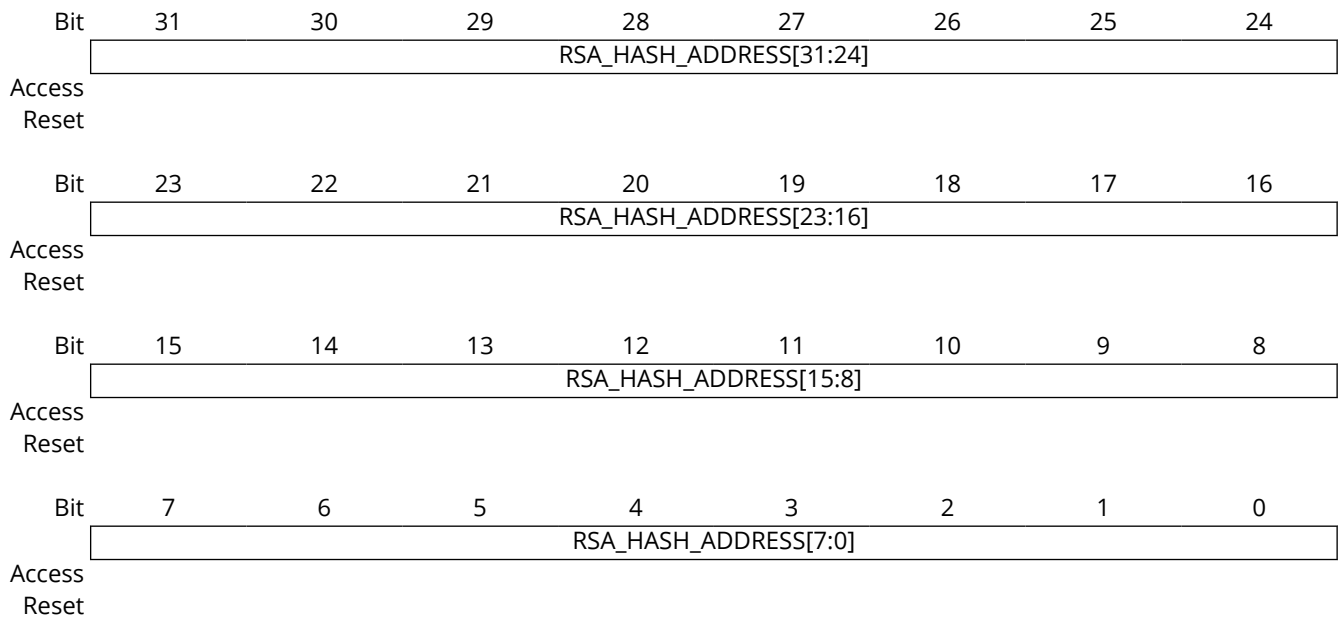 Bit 31 30 29 28 27 26 25 24
RSA_HASH_ADDRESS[31:24]
Access
Reset
Bit 23 22 21 20 19 18 17 16
RSA_HASH_ADDRESS[23:16]
Access
Reset
Bit 15 14 13 12 11 10 9 8
RSA_HASH_ADDRESS[15:8]
Access
Reset
Bit 7 6 5 4 3 2 1 0
RSA_HASH_ADDRESS[7:0]
Access
Reset